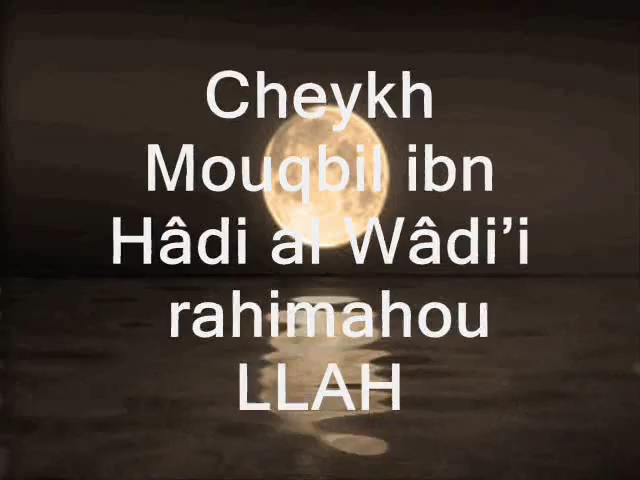 Cheykh
Mouqbil ibn
Hâdi al Wâdi’i
rahimahou
LLAH